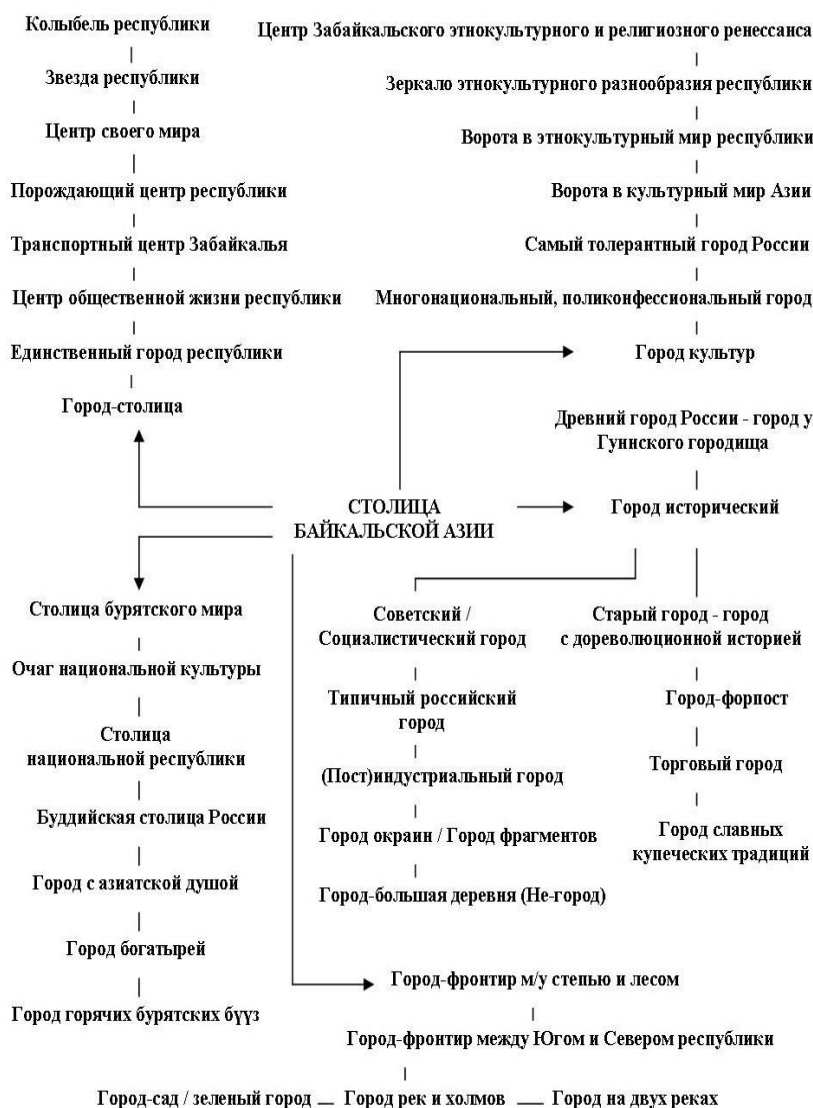 Колыбель республики
Звезда республики
Центр своего мира
Порождающий центр республики
Транспортный центр Забайкалья
Центр общественной жизни республики
Единственный город республики
Город-столица
Центр Забайкальского этнокультурного и религиозного ренессанса
Зеркало этнокультурного разнообразия республики
Ворота в этнокультурный мир республики
Ворота в культурный мир Азии
Самый толерантный город России
Многонациональный, поликонфессиональный город
Город культур
Древний город России - город у
Гуннского городища
Город исторический
СТОЛИЦА
БАЙКАЛЬСКОЙ АЗИИ
Столица бурятского мира
Очаг национальной культуры
Столица
национальной республики
Буддийская столица России
Город с азиатской душой
Город богатырей
Город горячих бурятских бүүз
Советский /
Социалистический город
Типичный российский
город
(Пост)индустриальный город
Город окраин / Город фрагментов
Город-большая деревня (Не-город)
Старый город - город
с дореволюционной историей
Город-форпост
Торговый город
Город славных
купеческих традиций
Город-фронтир м/у степью и лесом
Город-фронтир между Югом и Севером республики
Город-сад / зеленый город — Город рек и холмов — Город на двух реках